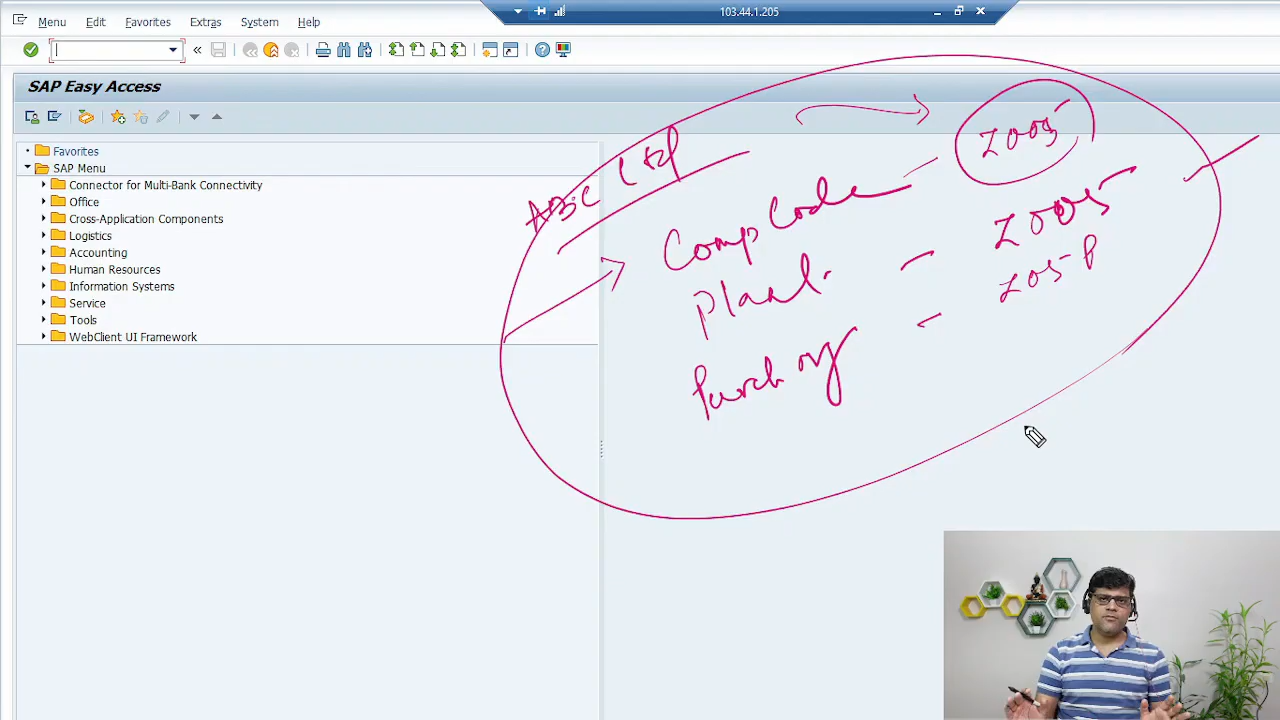 Menu Edit Favorites Extras System Help
103.44.1.205
SAP Easy Access
Favorites
SAP Menu
Connector for Multi-Bank Connectivity
Office
Cross-Application Components
Logistics
Accounting
Human Resources
Information Systems
Service
Tools
WebClient UI Framework
ABC Ltd
Comp Code - Z005
Plant - Z005
Purch org - Z05P